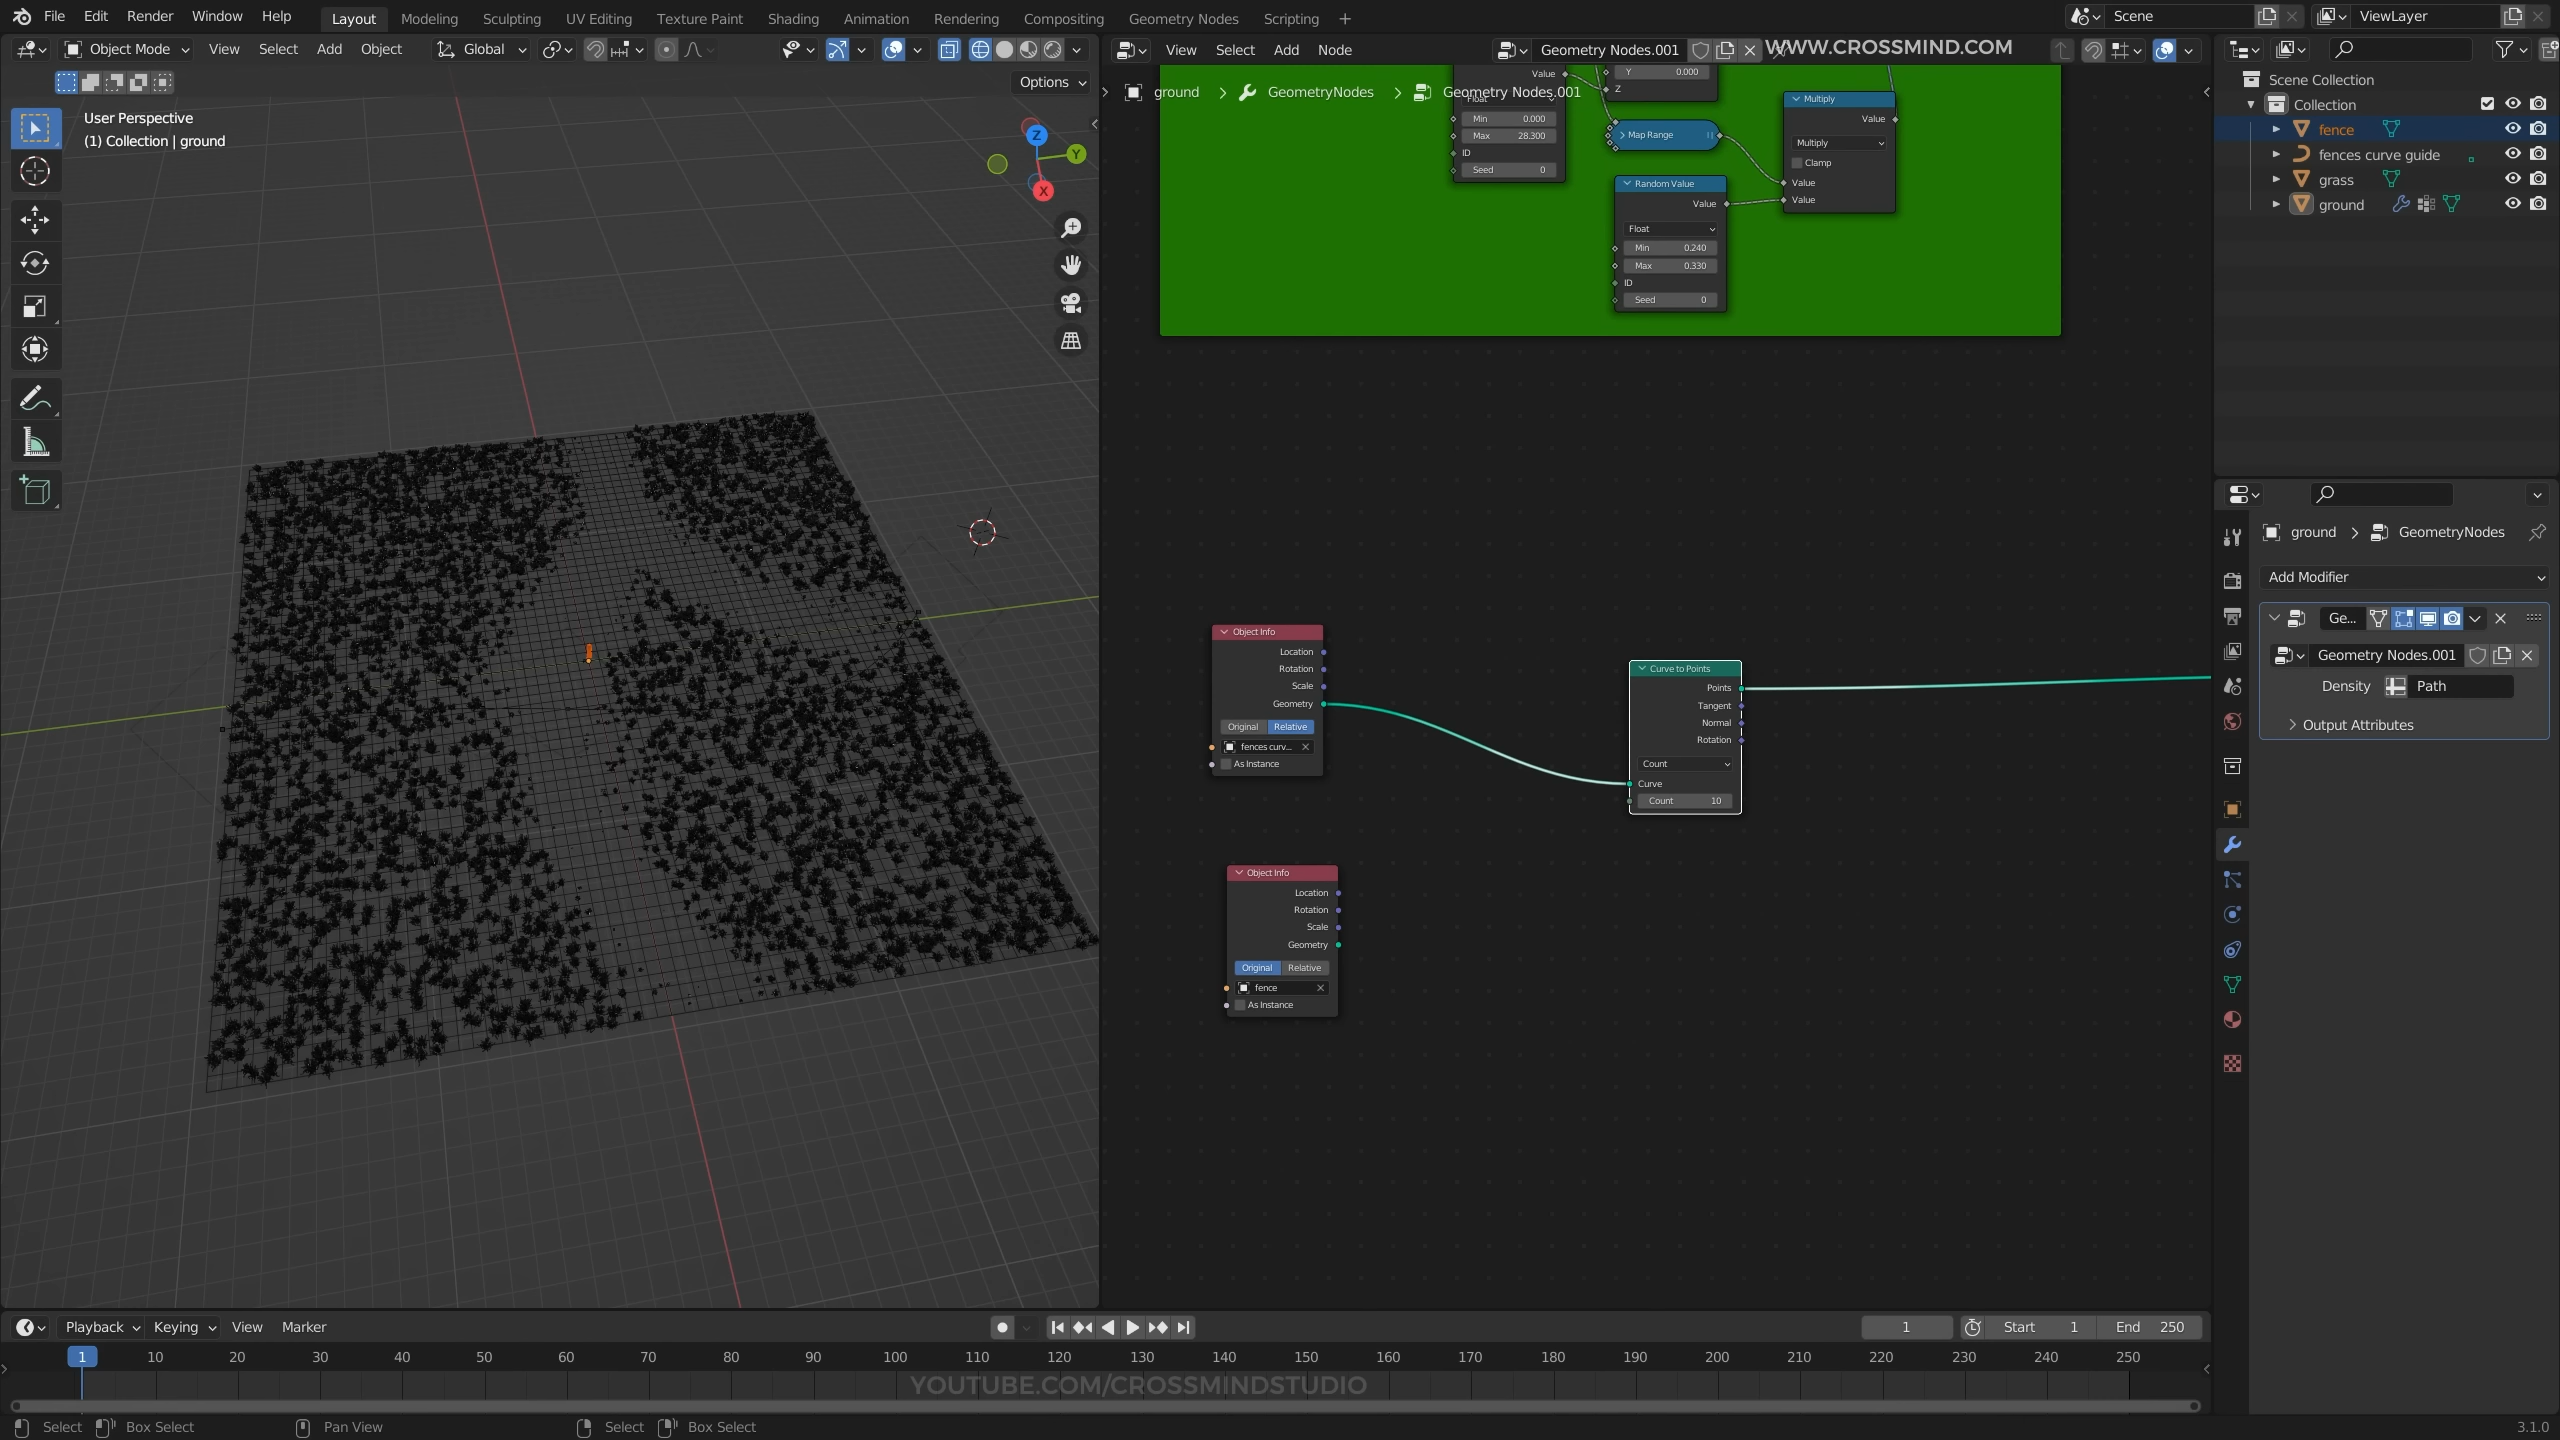 File Edit Render Window Help
Layout Modeling Sculpting UV Editing Texture Paint Shading Animation Rendering Compositing Geometry Nodes Scripting +
Scene
ViewLayer
Object Mode View Select Add Object Global
Options
User Perspective
(1) Collection | ground
Z
Y
X
View Select Add Node Geometry Nodes.001
WWW.CROSSMIND.COM
ground > GeometryNodes > Geometry Nodes.001
Value
Float
Min 0.000
Max 28.300
ID
Seed 0
Y 0.000
Z
Map Range
Multiply
Value
Multiply
Clamp
Value
Value
Random Value
Value
Float
Min 0.240
Max 0.330
ID
Seed 0
Object Info
Location
Rotation
Scale
Geometry
Original Relative
fences curv...
As Instance
Curve to Points
Points
Tangent
Normal
Rotation
Count
Curve
Count 10
Object Info
Location
Rotation
Scale
Geometry
Original Relative
fence
As Instance
Scene Collection
Collection
fence
fences curve guide
grass
ground
ground > GeometryNodes
Add Modifier
Ge...
Geometry Nodes.001
Density Path
Output Attributes
Playback Keying View Marker
1 Start 1 End 250
1 10 20 30 40 50 60 70 80 90 100 110 120 130 140 150 160 170 180 190 200 210 220 230 240 250
YOUTUBE.COM/CROSSMINDSTUDIO
Select Box Select Pan View Select Box Select 3.1.0